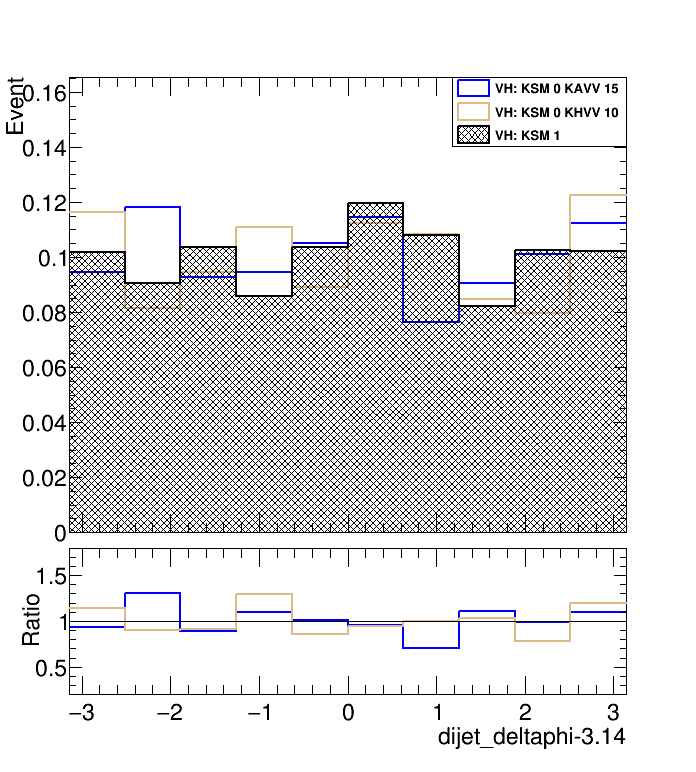 Event
0.16
0.14
0.12
0.1
0.08
0.06
0.04
0.02
0
VH: KSM 0 KAVV 15
VH: KSM 0 KHVV 10
VH: KSM 1
Ratio
1.5
1
0.5
−3 −2 −1 0 1 2 3
dijet_deltaphi-3.14